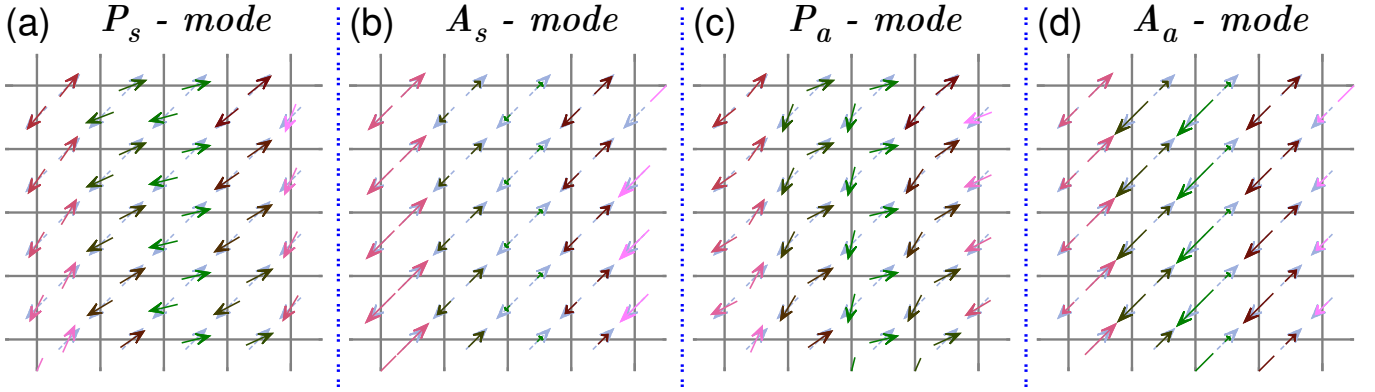 (a) P_s - mode
(b) A_s - mode
(c) P_a - mode
(d) A_a - mode